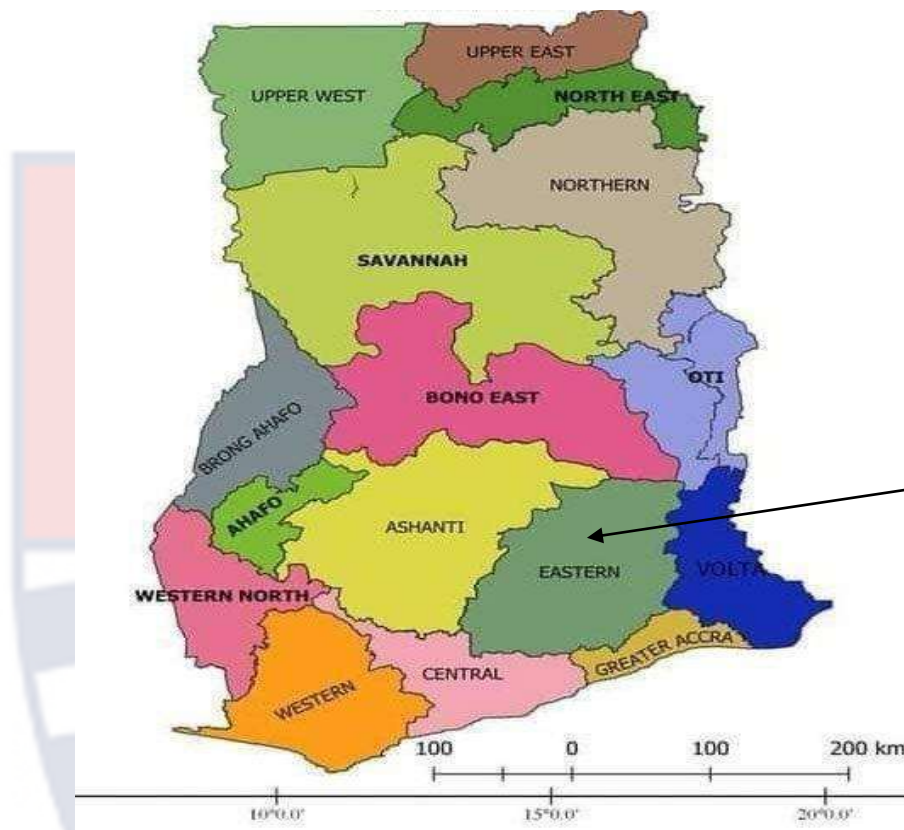 UPPER EAST
UPPER WEST
NORTH EAST
NORTHERN
SAVANNAH
OTI
BONO EAST
BRONG AHAFO
AHAFO
ASHANTI
EASTERN
VOLTA
WESTERN NORTH
GREATER ACCRA
CENTRAL
WESTERN
100 0 100 200 km
10°0.0' 15°0.0' 20°0.0'